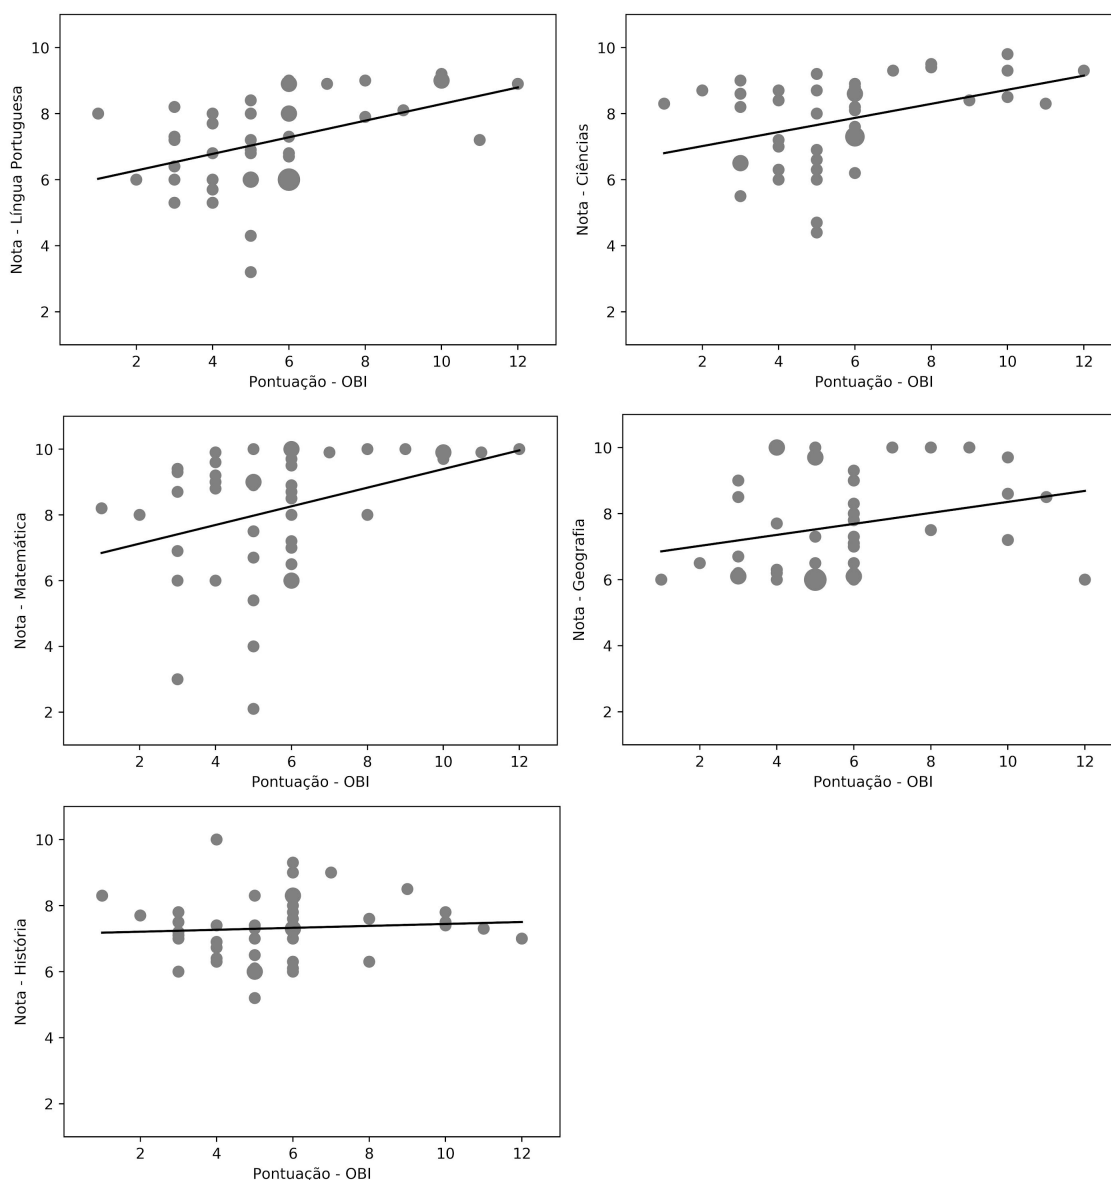 10
8
6
4
2
Nota - Língua Portuguesa
2 4 6 8 10 12
Pontuação - OBI
10
8
6
4
2
Nota - Ciências
2 4 6 8 10 12
Pontuação - OBI
10
8
6
4
2
Nota - Matemática
2 4 6 8 10 12
Pontuação - OBI
10
8
6
4
2
Nota - Geografia
2 4 6 8 10 12
Pontuação - OBI
10
8
6
4
2
Nota - História
2 4 6 8 10 12
Pontuação - OBI